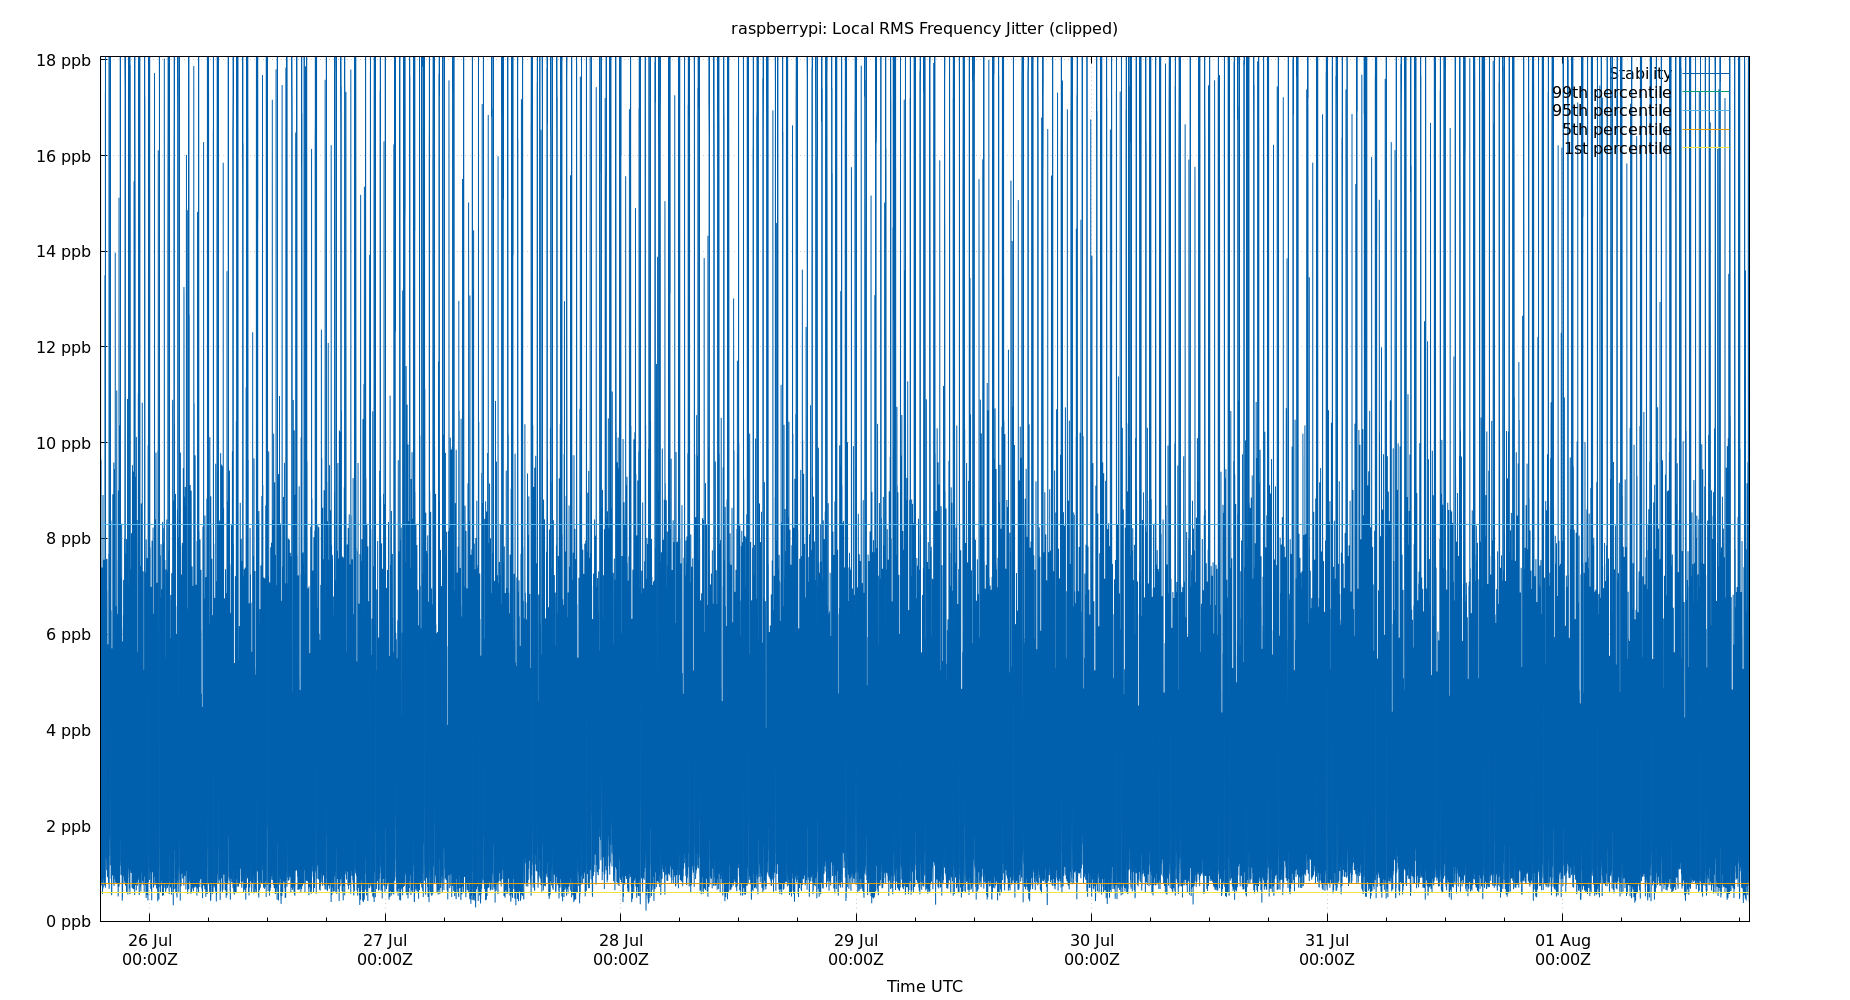 raspberrypi: Local RMS Frequency Jitter (clipped)
18 ppb
16 ppb
14 ppb
12 ppb
10 ppb
8 ppb
6 ppb
4 ppb
2 ppb
0 ppb
Stability
99th percentile
95th percentile
5th percentile
1st percentile
26 Jul
00:00Z
27 Jul
00:00Z
28 Jul
00:00Z
29 Jul
00:00Z
30 Jul
00:00Z
31 Jul
00:00Z
01 Aug
00:00Z
Time UTC